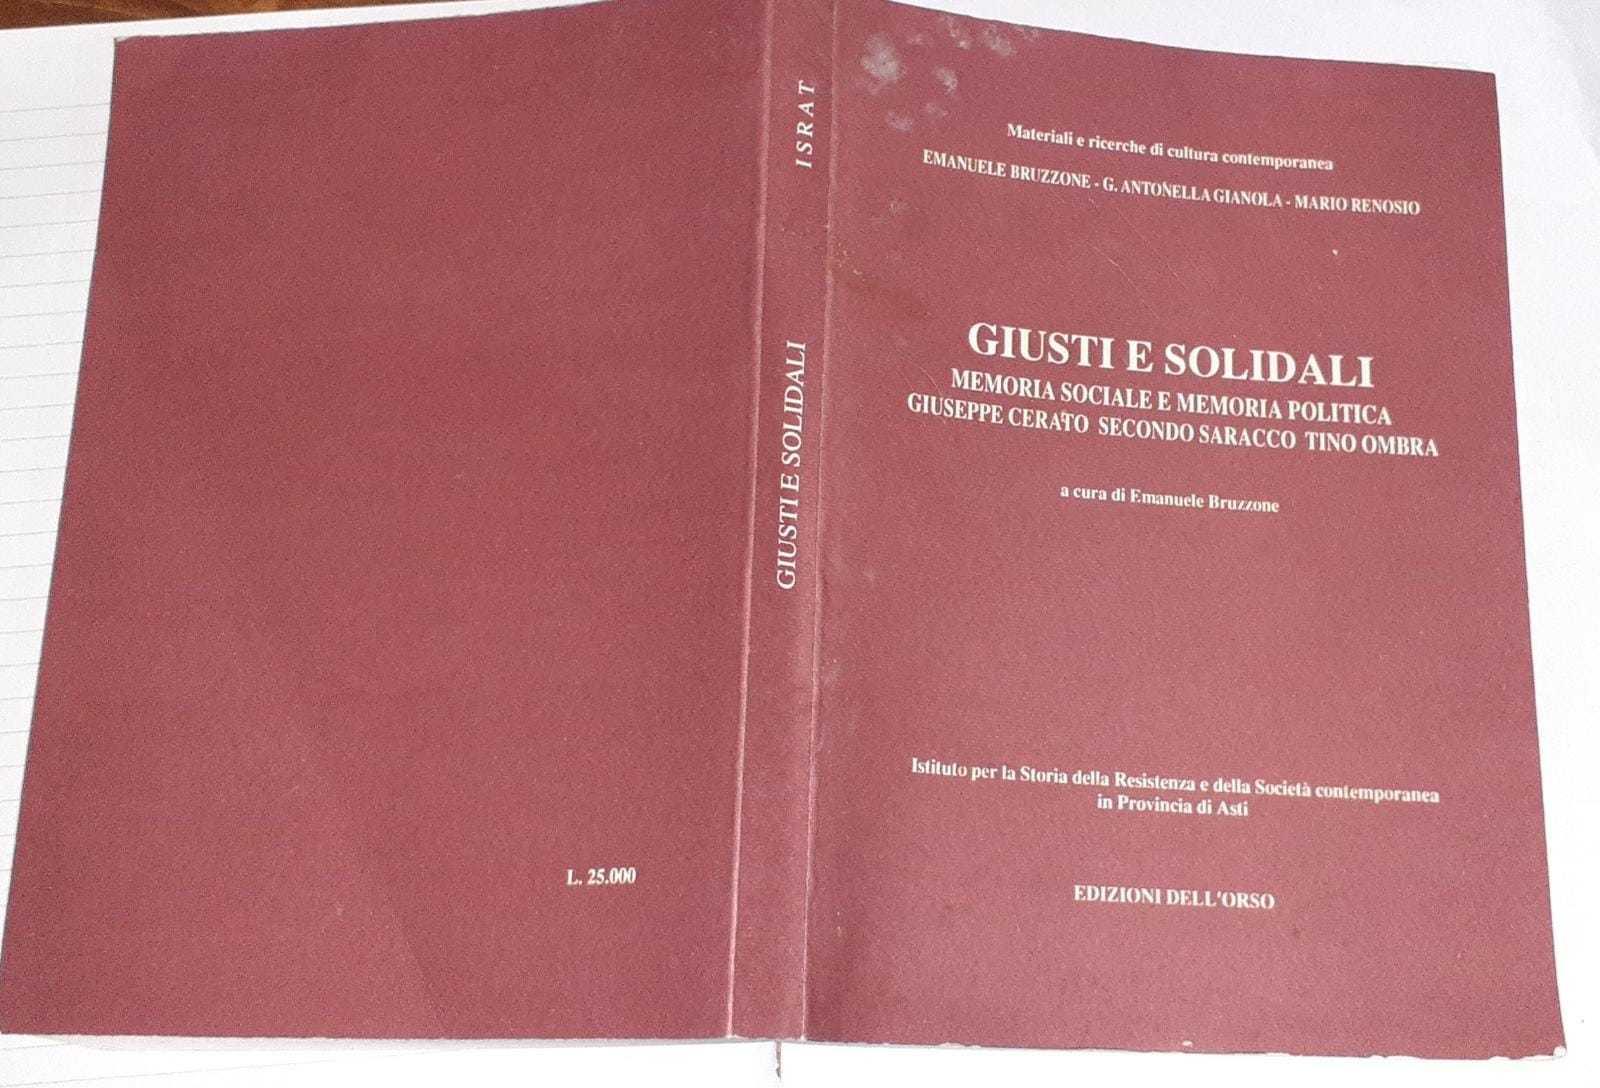 Materiali e ricerche di cultura contemporanea
EMANUELE BRUZZONE - G. ANTONELLA GIANOLA - MARIO RENOSIO
GIUSTI E SOLIDALI
MEMORIA SOCIALE E MEMORIA POLITICA
GIUSEPPE CERATO SECONDO SARACCO TINO OMBRA
a cura di Emanuele Bruzzone
Istituto per la Storia della Resistenza e della Società contemporanea
in Provincia di Asti
EDIZIONI DELL'ORSO
GIUSTI E SOLIDALI
ISRAT
L. 25.000